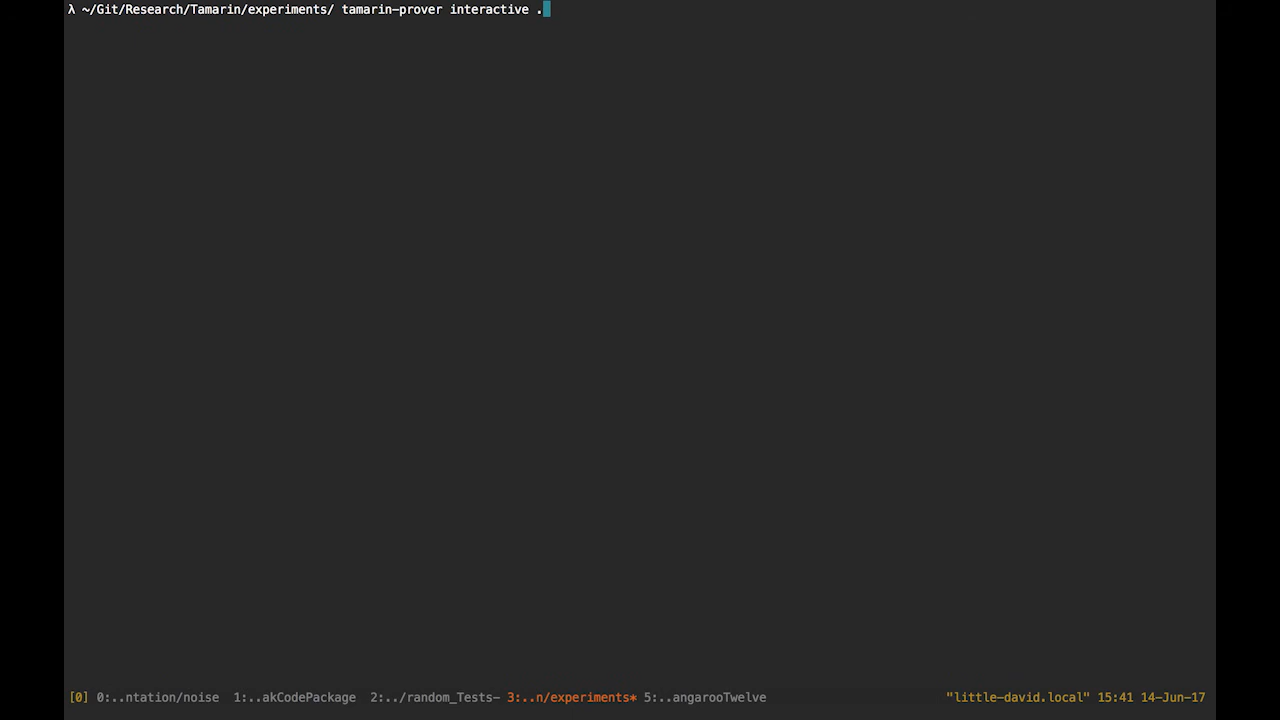 λ ~/Git/Research/Tamarin/experiments/ tamarin-prover interactive .
[0] 0:..ntation/noise 1:..akCodePackage 2:../random_Tests- 3:..n/experiments* 5:..angarooTwelve "little-david.local" 15:41 14-Jun-17